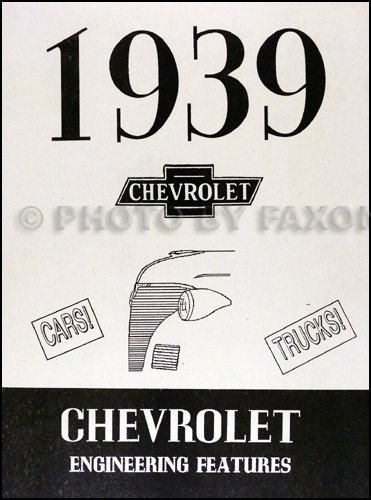 1939
CHEVROLET
© PHOTO BY FAXON
CARS!
TRUCKS!
CHEVROLET
ENGINEERING FEATURES